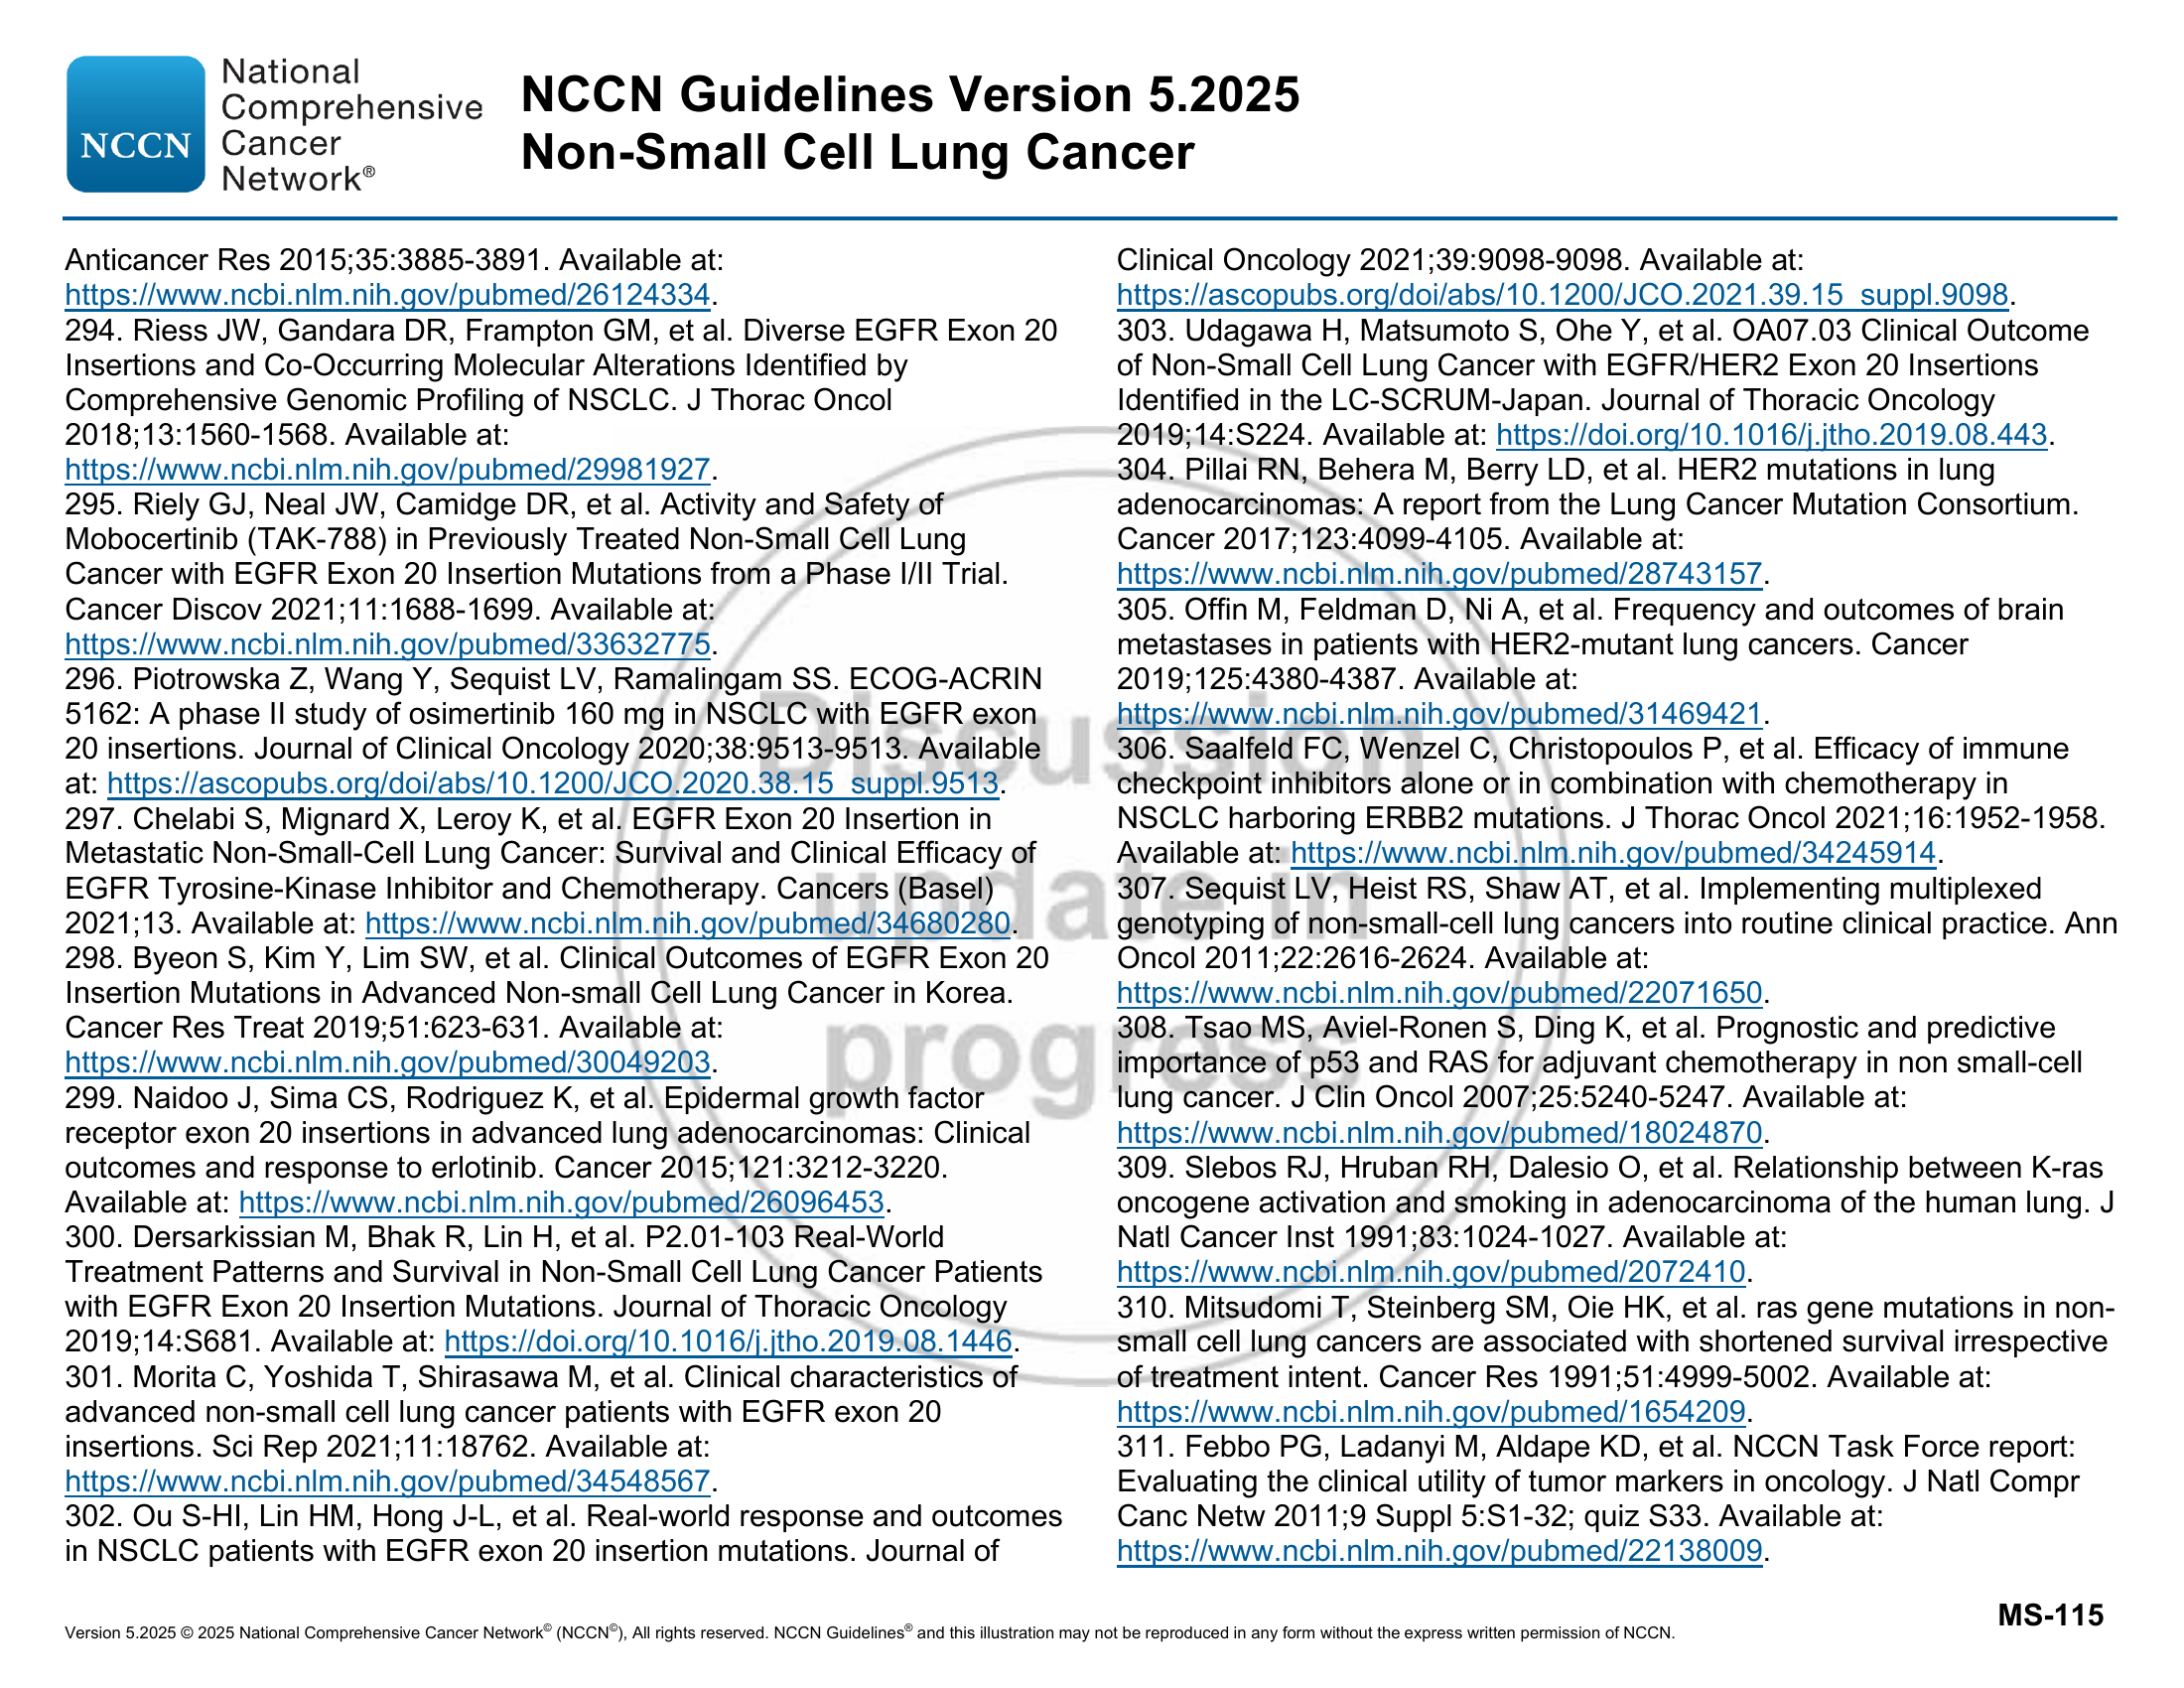 National
Comprehensive
Cancer
Network®
NCCN
NCCN Guidelines Version 5.2025
Non-Small Cell Lung Cancer
Anticancer Res 2015;35:3885-3891. Available at:
https://www.ncbi.nlm.nih.gov/pubmed/26124334.
294. Riess JW, Gandara DR, Frampton GM, et al. Diverse EGFR Exon 20
Insertions and Co-Occurring Molecular Alterations Identified by
Comprehensive Genomic Profiling of NSCLC. J Thorac Oncol
2018;13:1560-1568. Available at:
https://www.ncbi.nlm.nih.gov/pubmed/29981927.
295. Riely GJ, Neal JW, Camidge DR, et al. Activity and Safety of
Mobocertinib (TAK-788) in Previously Treated Non-Small Cell Lung
Cancer with EGFR Exon 20 Insertion Mutations from a Phase I/II Trial.
Cancer Discov 2021;11:1688-1699. Available at:
https://www.ncbi.nlm.nih.gov/pubmed/33632775.
296. Piotrowska Z, Wang Y, Sequist LV, Ramalingam SS. ECOG-ACRIN
5162: A phase II study of osimertinib 160 mg in NSCLC with EGFR exon
20 insertions. Journal of Clinical Oncology 2020;38:9513-9513. Available
at: https://ascopubs.org/doi/abs/10.1200/JCO.2020.38.15_suppl.9513.
297. Chelabi S, Mignard X, Leroy K, et al. EGFR Exon 20 Insertion in
Metastatic Non-Small-Cell Lung Cancer: Survival and Clinical Efficacy of
EGFR Tyrosine-Kinase Inhibitor and Chemotherapy. Cancers (Basel)
2021;13. Available at: https://www.ncbi.nlm.nih.gov/pubmed/34680280.
298. Byeon S, Kim Y, Lim SW, et al. Clinical Outcomes of EGFR Exon 20
Insertion Mutations in Advanced Non-small Cell Lung Cancer in Korea.
Cancer Res Treat 2019;51:623-631. Available at:
https://www.ncbi.nlm.nih.gov/pubmed/30049203.
299. Naidoo J, Sima CS, Rodriguez K, et al. Epidermal growth factor
receptor exon 20 insertions in advanced lung adenocarcinomas: Clinical
outcomes and response to erlotinib. Cancer 2015;121:3212-3220.
Available at: https://www.ncbi.nlm.nih.gov/pubmed/26096453.
300. Dersarkissian M, Bhak R, Lin H, et al. P2.01-103 Real-World
Treatment Patterns and Survival in Non-Small Cell Lung Cancer Patients
with EGFR Exon 20 Insertion Mutations. Journal of Thoracic Oncology
2019;14:S681. Available at: https://doi.org/10.1016/j.jtho.2019.08.1446.
301. Morita C, Yoshida T, Shirasawa M, et al. Clinical characteristics of
advanced non-small cell lung cancer patients with EGFR exon 20
insertions. Sci Rep 2021;11:18762. Available at:
https://www.ncbi.nlm.nih.gov/pubmed/34548567.
302. Ou S-HI, Lin HM, Hong J-L, et al. Real-world response and outcomes
in NSCLC patients with EGFR exon 20 insertion mutations. Journal of
Clinical Oncology 2021;39:9098-9098. Available at:
https://ascopubs.org/doi/abs/10.1200/JCO.2021.39.15_suppl.9098.
303. Udagawa H, Matsumoto S, Ohe Y, et al. OA07.03 Clinical Outcome
of Non-Small Cell Lung Cancer with EGFR/HER2 Exon 20 Insertions
Identified in the LC-SCRUM-Japan. Journal of Thoracic Oncology
2019;14:S224. Available at: https://doi.org/10.1016/j.jtho.2019.08.443.
304. Pillai RN, Behera M, Berry LD, et al. HER2 mutations in lung
adenocarcinomas: A report from the Lung Cancer Mutation Consortium.
Cancer 2017;123:4099-4105. Available at:
https://www.ncbi.nlm.nih.gov/pubmed/28743157.
305. Offin M, Feldman D, Ni A, et al. Frequency and outcomes of brain
metastases in patients with HER2-mutant lung cancers. Cancer
2019;125:4380-4387. Available at:
https://www.ncbi.nlm.nih.gov/pubmed/31469421.
306. Saalfeld FC, Wenzel C, Christopoulos P, et al. Efficacy of immune
checkpoint inhibitors alone or in combination with chemotherapy in
NSCLC harboring ERBB2 mutations. J Thorac Oncol 2021;16:1952-1958.
Available at: https://www.ncbi.nlm.nih.gov/pubmed/34245914.
307. Sequist LV, Heist RS, Shaw AT, et al. Implementing multiplexed
genotyping of non-small-cell lung cancers into routine clinical practice. Ann
Oncol 2011;22:2616-2624. Available at:
https://www.ncbi.nlm.nih.gov/pubmed/22071650.
308. Tsao MS, Aviel-Ronen S, Ding K, et al. Prognostic and predictive
importance of p53 and RAS for adjuvant chemotherapy in non small-cell
lung cancer. J Clin Oncol 2007;25:5240-5247. Available at:
https://www.ncbi.nlm.nih.gov/pubmed/18024870.
309. Slebos RJ, Hruban RH, Dalesio O, et al. Relationship between K-ras
oncogene activation and smoking in adenocarcinoma of the human lung. J
Natl Cancer Inst 1991;83:1024-1027. Available at:
https://www.ncbi.nlm.nih.gov/pubmed/2072410.
310. Mitsudomi T, Steinberg SM, Oie HK, et al. ras gene mutations in non-
small cell lung cancers are associated with shortened survival irrespective
of treatment intent. Cancer Res 1991;51:4999-5002. Available at:
https://www.ncbi.nlm.nih.gov/pubmed/1654209.
311. Febbo PG, Ladanyi M, Aldape KD, et al. NCCN Task Force report:
Evaluating the clinical utility of tumor markers in oncology. J Natl Compr
Canc Netw 2011;9 Suppl 5:S1-32; quiz S33. Available at:
https://www.ncbi.nlm.nih.gov/pubmed/22138009.
Discussion
update in
progress
MS-115
Version 5.2025 © 2025 National Comprehensive Cancer Network© (NCCN©), All rights reserved. NCCN Guidelines® and this illustration may not be reproduced in any form without the express written permission of NCCN.